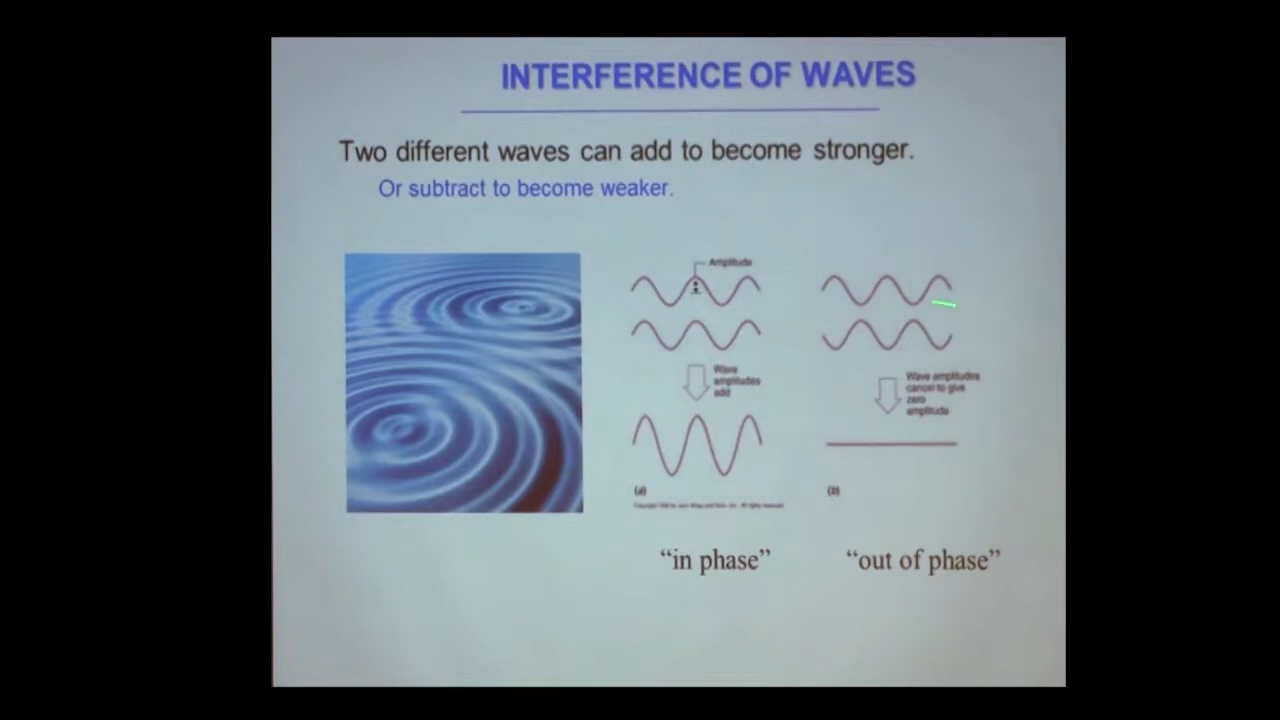 INTERFERENCE OF WAVES
Two different waves can add to become stronger.
Or subtract to become weaker.
Amplitude
Wave
amplitudes
add
Wave amplitudes
cancel to give
zero
amplitude
(a)
(b)
"in phase"
"out of phase"